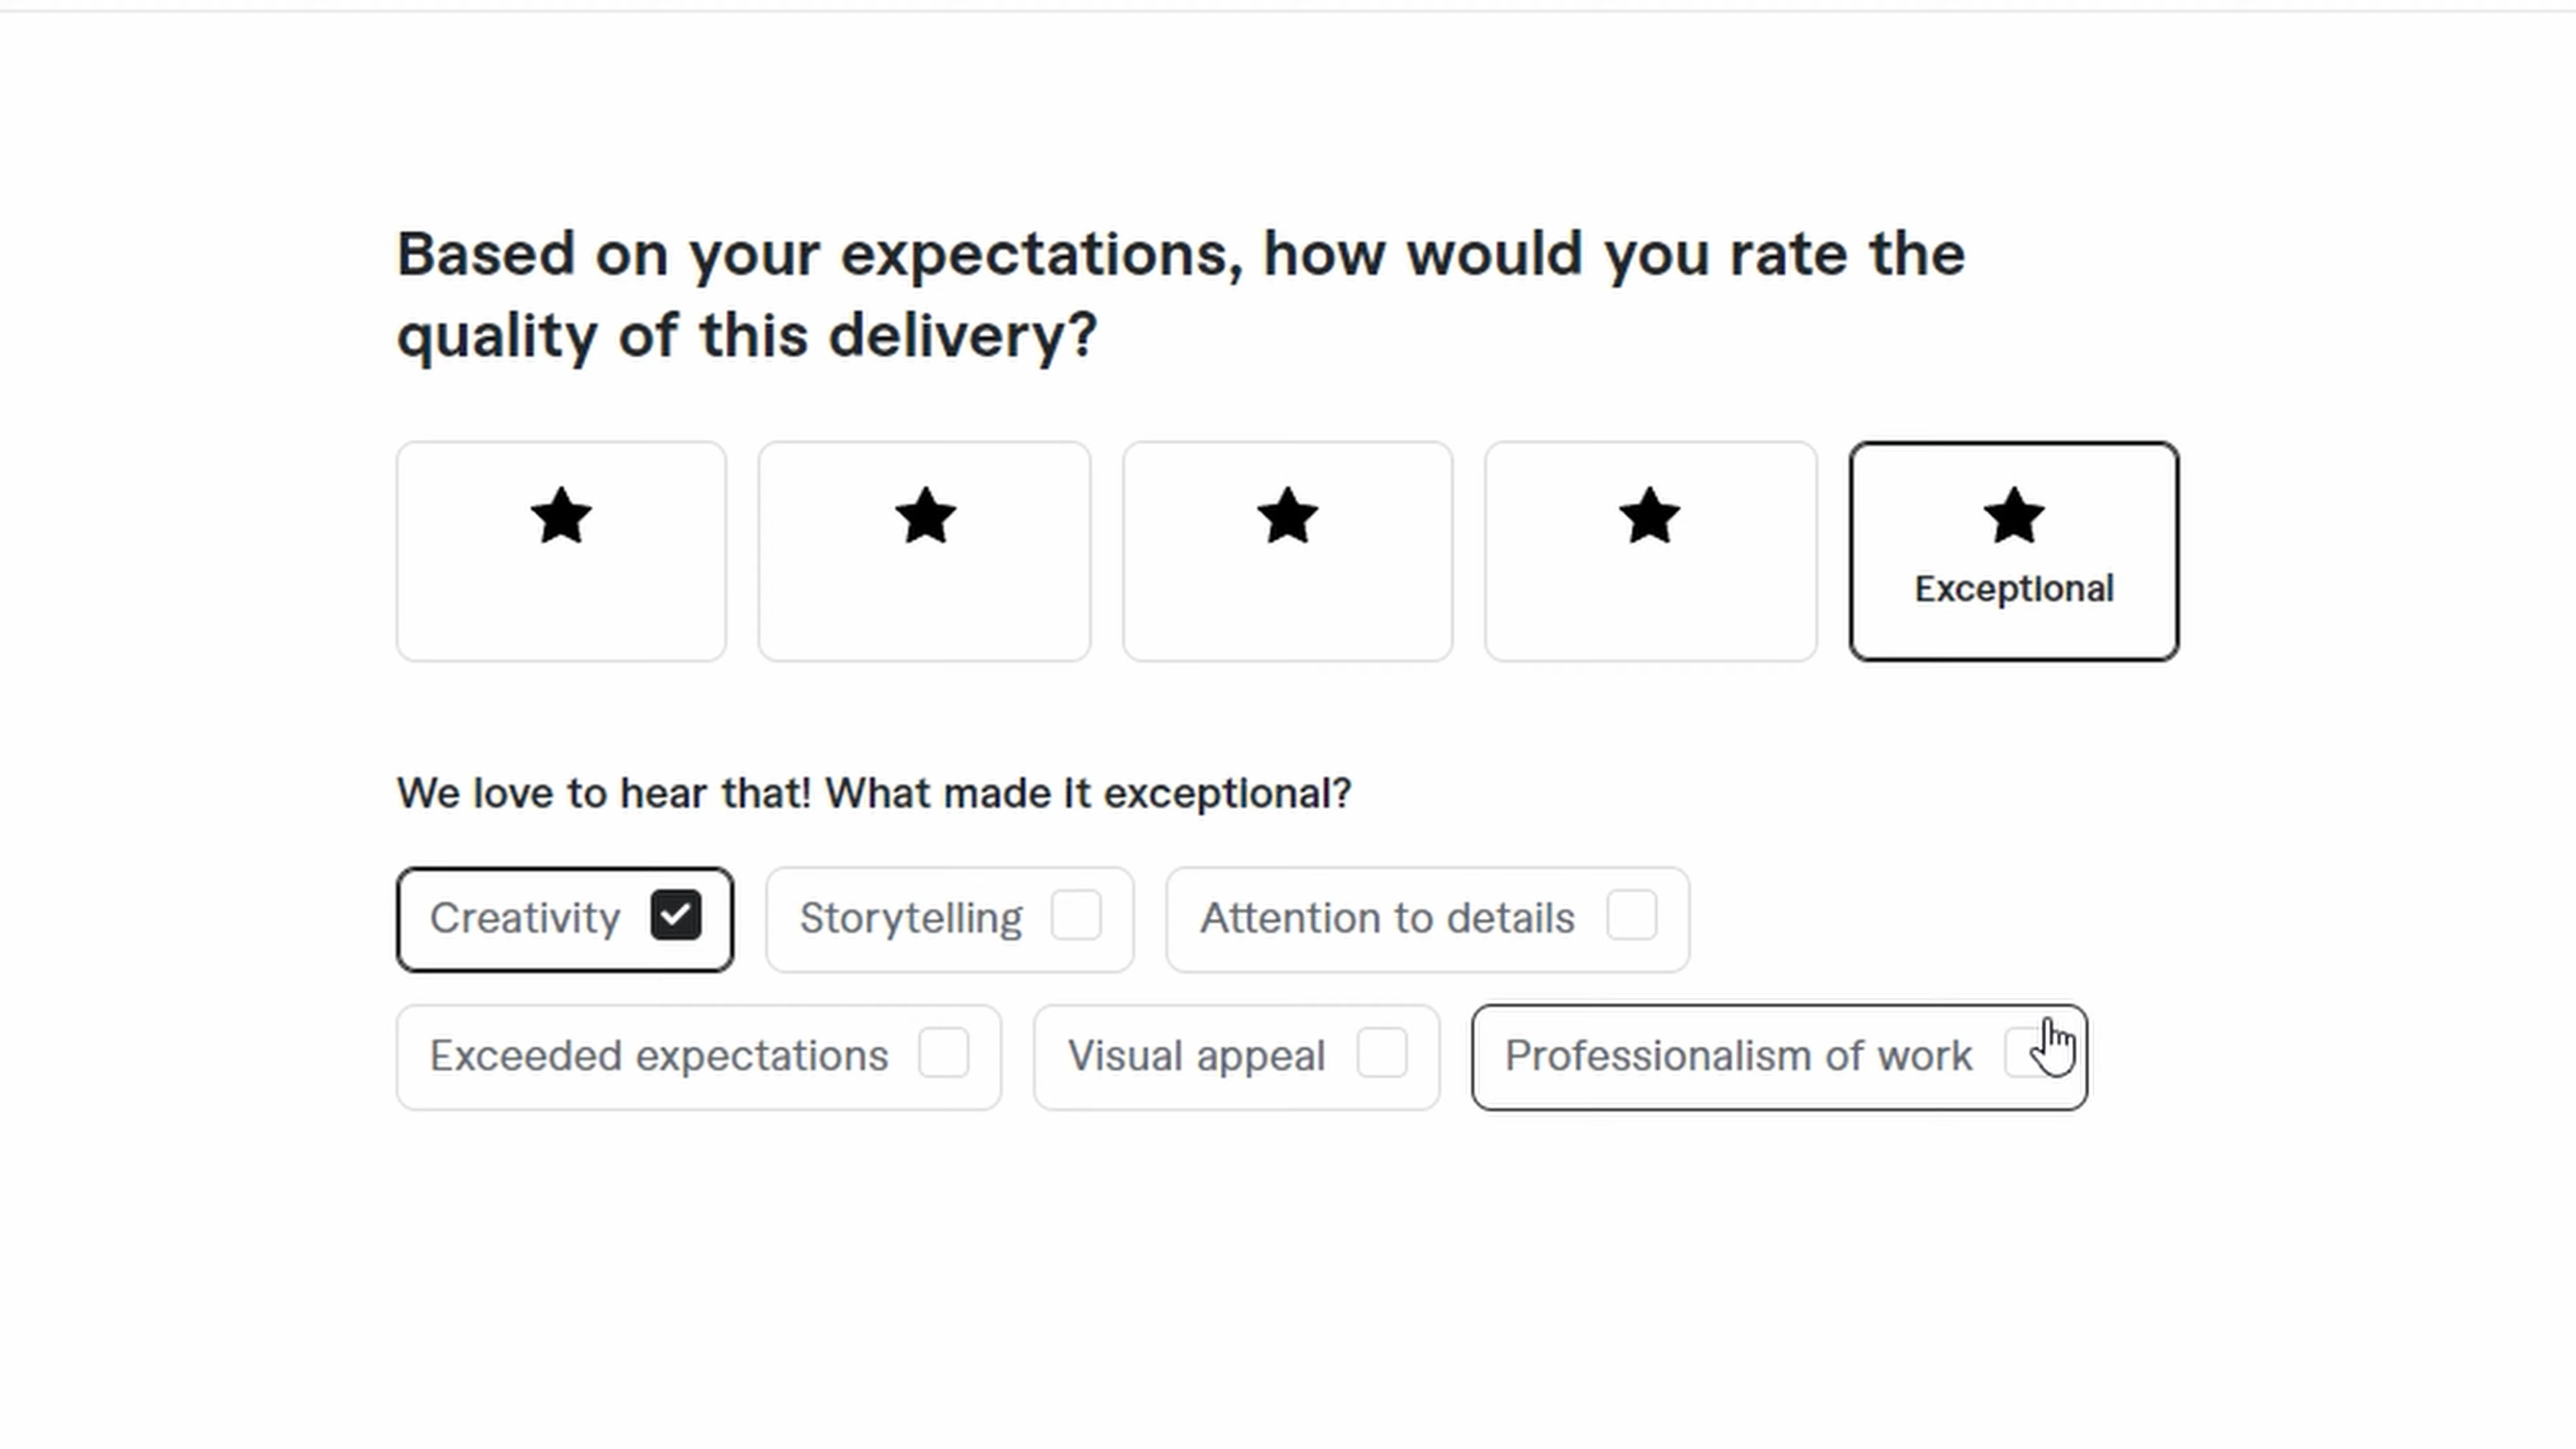 Based on your expectations, how would you rate the
quality of this delivery?
Exceptional
We love to hear that! What made it exceptional?
Creativity Storytelling Attention to details
Exceeded expectations Visual appeal Professionalism of work